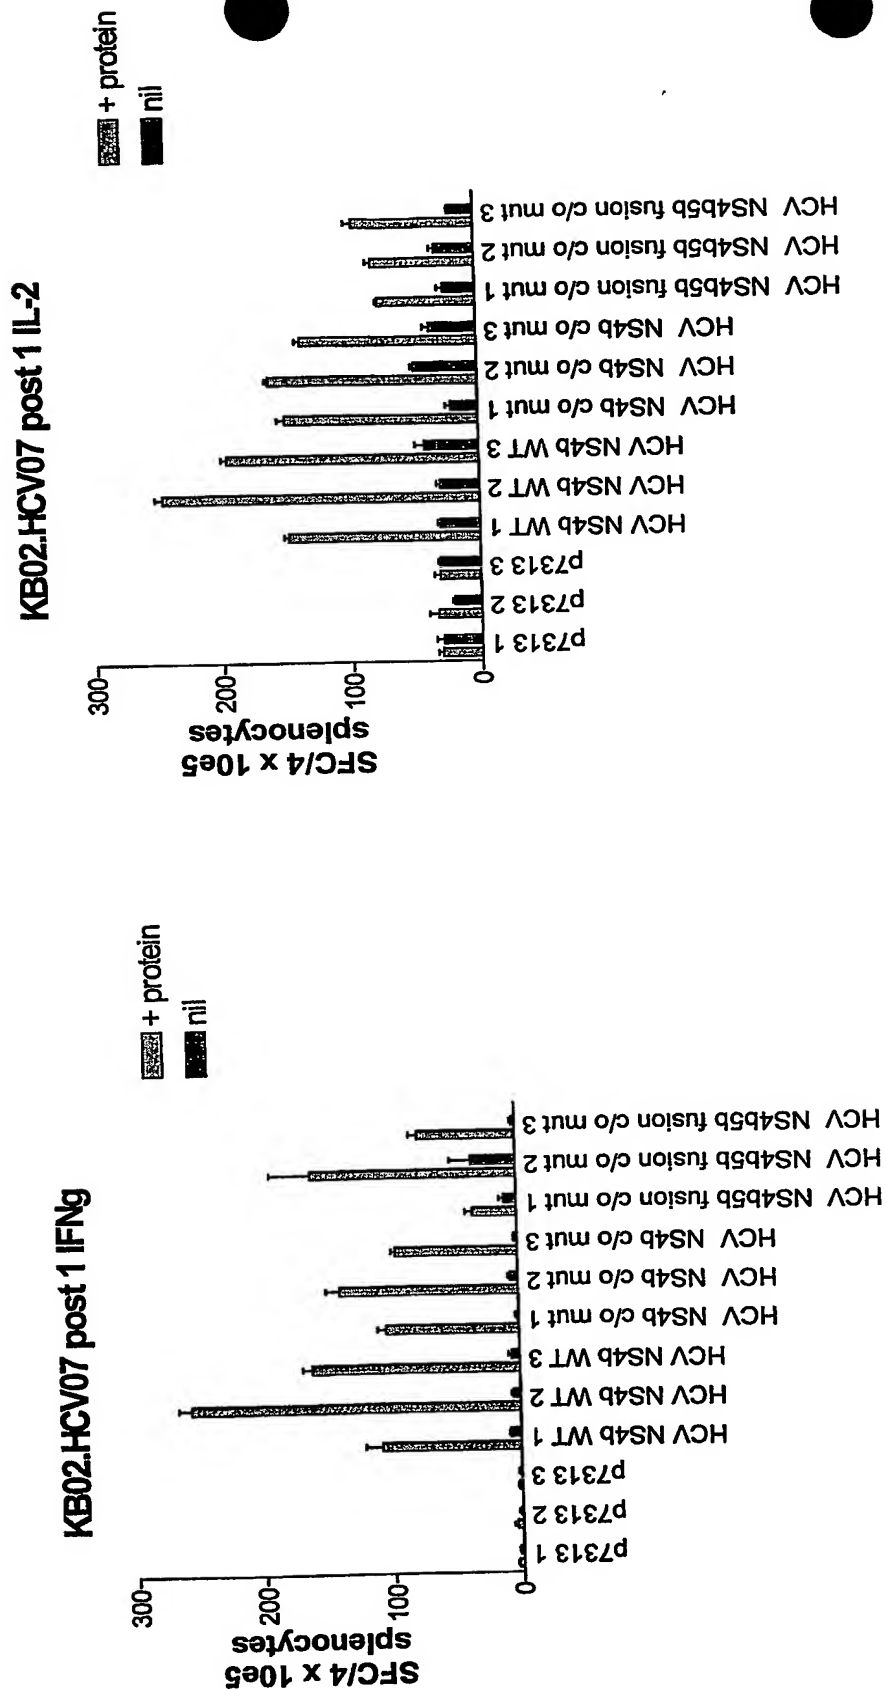 KB02.HCV07 post 1 IFNg
+ protein
nil
SFC/4 x 10e5
splenocytes
300
200
100
0
p7313 1
p7313 2
p7313 3
HCV NS4b WT 1
HCV NS4b WT 2
HCV NS4b WT 3
HCV NS4b c/o mut 1
HCV NS4b c/o mut 2
HCV NS4b c/o mut 3
HCV NS4b5b fusion c/o mut 1
HCV NS4b5b fusion c/o mut 2
HCV NS4b5b fusion c/o mut 3
KB02.HCV07 post 1 IL-2
+ protein
nil
SFC/4 x 10e5
splenocytes
300
200
100
0
p7313 1
p7313 2
p7313 3
HCV NS4b WT 1
HCV NS4b WT 2
HCV NS4b WT 3
HCV NS4b c/o mut 1
HCV NS4b c/o mut 2
HCV NS4b c/o mut 3
HCV NS4b5b fusion c/o mut 1
HCV NS4b5b fusion c/o mut 2
HCV NS4b5b fusion c/o mut 3